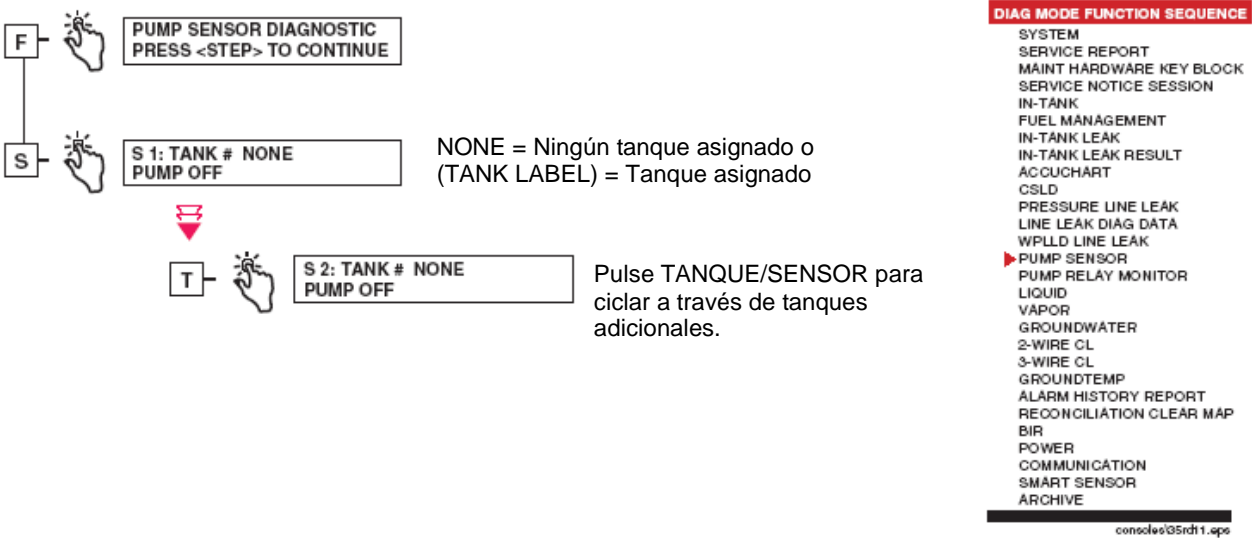 F
PUMP SENSOR DIAGNOSTIC
PRESS <STEP> TO CONTINUE
S
S 1: TANK # NONE
PUMP OFF
NONE = Ningún tanque asignado o
(TANK LABEL) = Tanque asignado
T
S 2: TANK # NONE
PUMP OFF
Pulse TANQUE/SENSOR para
ciclar a través de tanques
adicionales.
DIAG MODE FUNCTION SEQUENCE
SYSTEM
SERVICE REPORT
MAINT HARDWARE KEY BLOCK
SERVICE NOTICE SESSION
IN-TANK
FUEL MANAGEMENT
IN-TANK LEAK
IN-TANK LEAK RESULT
ACCUCHART
CSLD
PRESSURE LINE LEAK
LINE LEAK DIAG DATA
WPLLD LINE LEAK
PUMP SENSOR
PUMP RELAY MONITOR
LIQUID
VAPOR
GROUNDWATER
2-WIRE CL
3-WIRE CL
GROUNDTEMP
ALARM HISTORY REPORT
RECONCILIATION CLEAR MAP
BIR
POWER
COMMUNICATION
SMART SENSOR
ARCHIVE
consoles\35rd11.eps